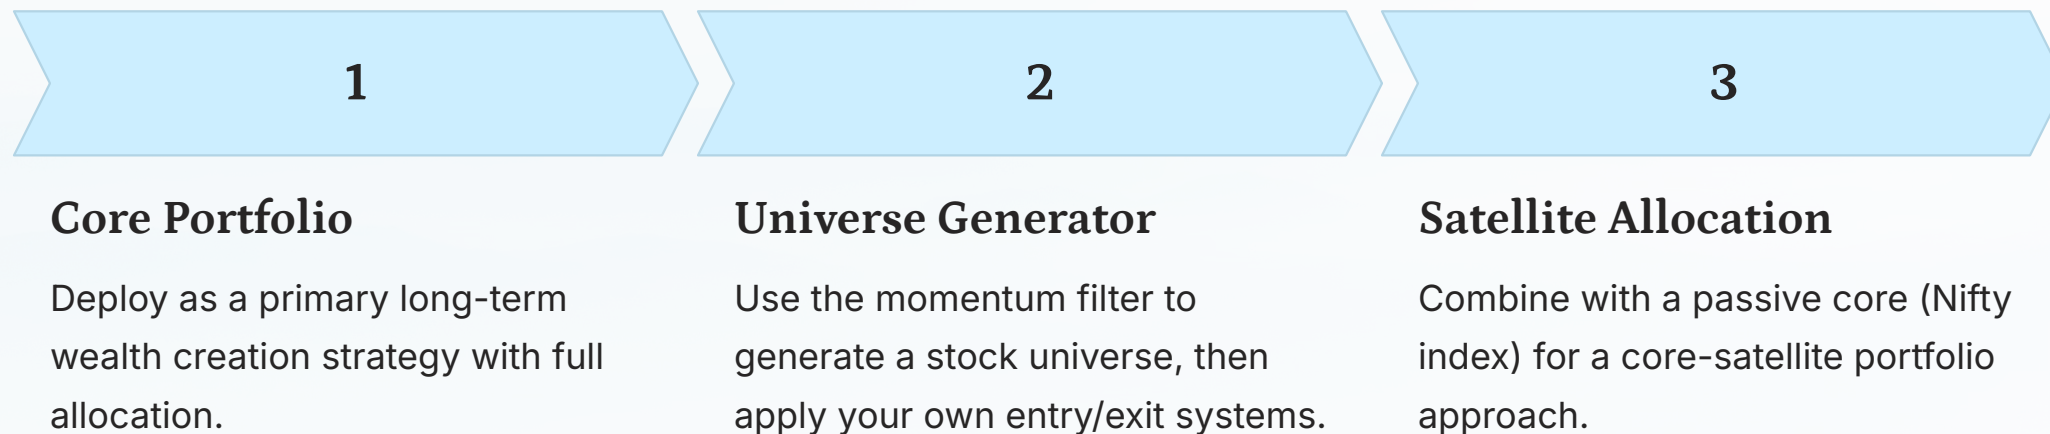 1
Core Portfolio
Deploy as a primary long-term
wealth creation strategy with full
allocation.
2
Universe Generator
Use the momentum filter to
generate a stock universe, then
apply your own entry/exit systems.
3
Satellite Allocation
Combine with a passive core (Nifty
index) for a core-satellite portfolio
approach.